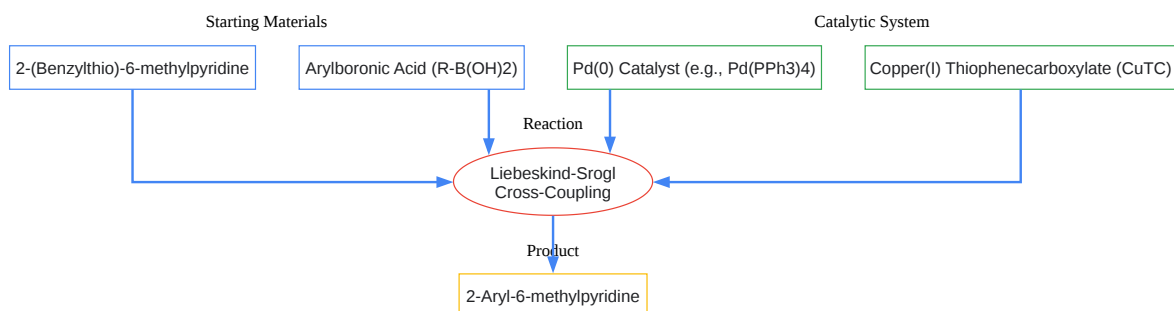 Starting Materials
Catalytic System
2-(Benzylthio)-6-methylpyridine
Arylboronic Acid (R-B(OH)2)
Pd(0) Catalyst (e.g., Pd(PPh3)4)
Copper(I) Thiophenecarboxylate (CuTC)
Reaction
Liebeskind-Srogl
Cross-Coupling
Product
2-Aryl-6-methylpyridine